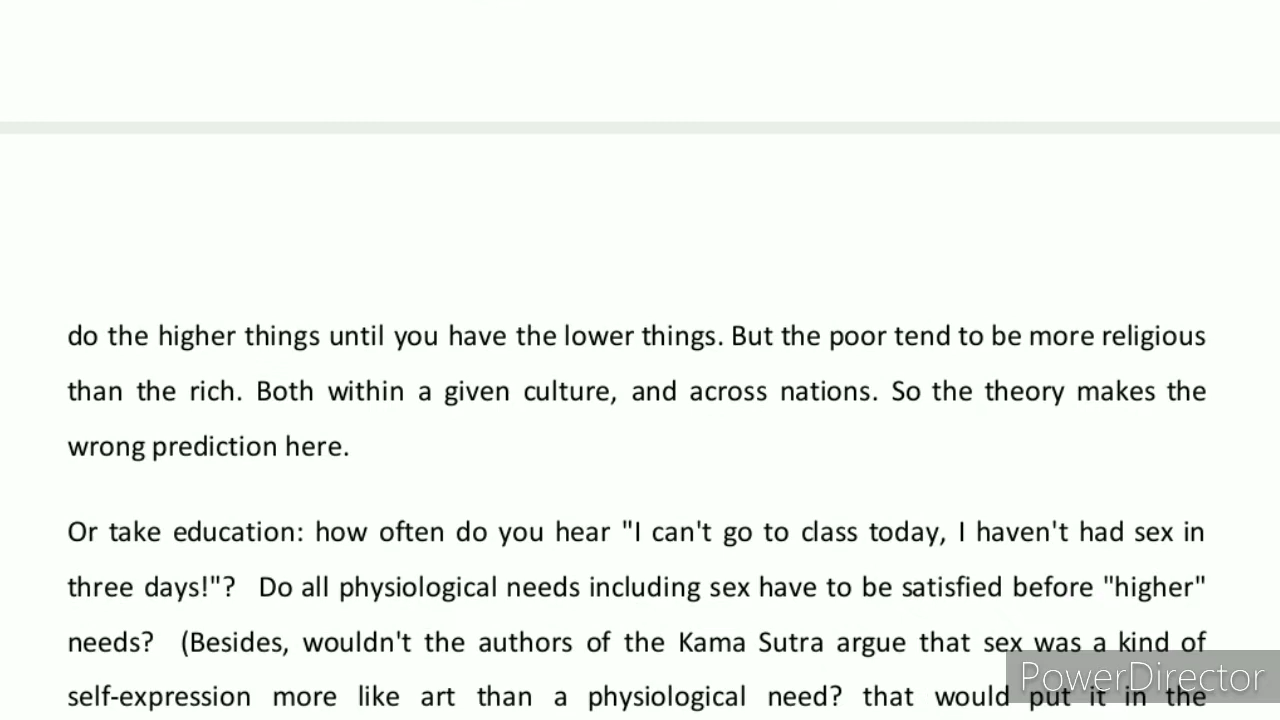 do the higher things until you have the lower things. But the poor tend to be more religious
than the rich. Both within a given culture, and across nations. So the theory makes the
wrong prediction here.
Or take education: how often do you hear "I can't go to class today, I haven't had sex in
three days!"? Do all physiological needs including sex have to be satisfied before "higher"
needs? (Besides, wouldn't the authors of the Kama Sutra argue that sex was a kind of
self-expression more like art than a physiological need? that would put it in the
PowerDirector